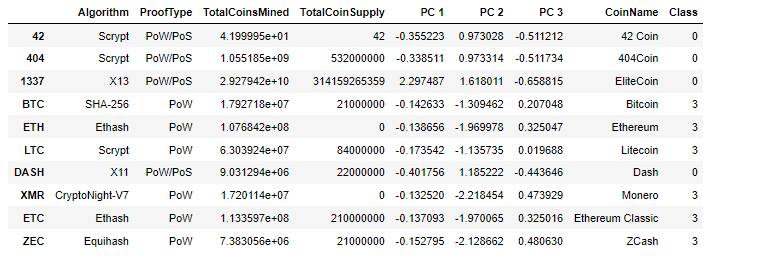 Algorithm ProofType TotalCoinsMined TotalCoinSupply PC 1 PC 2 PC 3 CoinName Class
42 Scrypt PoW/PoS 4.199995e+01 42 -0.355223 0.973028 -0.511212 42 Coin 0
404 Scrypt PoW/PoS 1.055185e+09 532000000 -0.338511 0.973314 -0.511734 404Coin 0
1337 X13 PoW/PoS 2.927942e+10 314159265359 2.297487 1.618011 -0.658815 EliteCoin 0
BTC SHA-256 PoW 1.792718e+07 21000000 -0.142633 -1.309462 0.207048 Bitcoin 3
ETH Ethash PoW 1.076842e+08 0 -0.138656 -1.969978 0.325047 Ethereum 3
LTC Scrypt PoW 6.303924e+07 84000000 -0.173542 -1.135735 0.019688 Litecoin 3
DASH X11 PoW/PoS 9.031294e+06 22000000 -0.401756 1.185222 -0.443646 Dash 0
XMR CryptoNight-V7 PoW 1.720114e+07 0 -0.132520 -2.218454 0.473929 Monero 3
ETC Ethash PoW 1.133597e+08 210000000 -0.137093 -1.970065 0.325016 Ethereum Classic 3
ZEC Equihash PoW 7.383056e+06 21000000 -0.152795 -2.128662 0.480630 ZCash 3